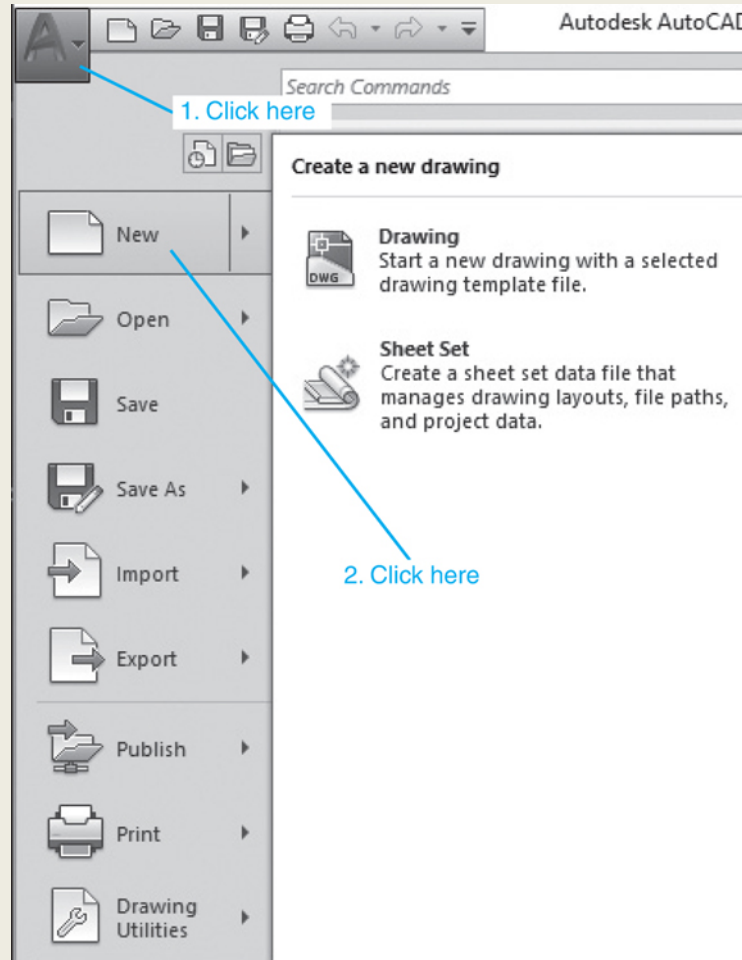 Autodesk AutoCAD
Search Commands
1. Click here
Create a new drawing
New
Drawing
Start a new drawing with a selected
drawing template file.
DWG
Open
Sheet Set
Create a sheet set data file that
manages drawing layouts, file paths,
and project data.
Save
Save As
2. Click here
Import
Export
Publish
Print
Drawing
Utilities